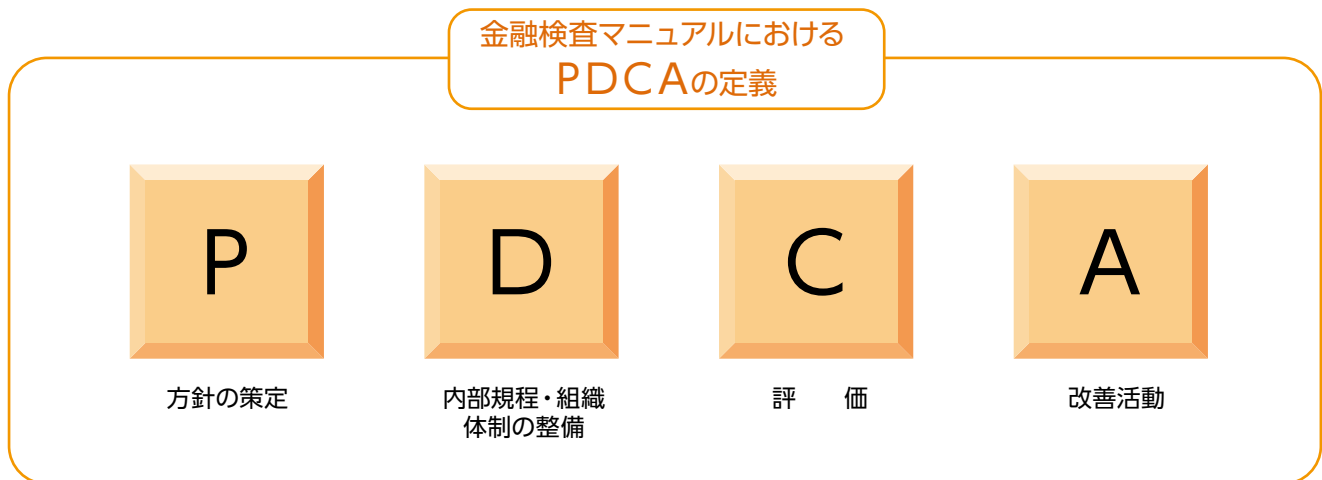 金融検査マニュアルにおける
PDCAの定義
P
D
C
A
方針の策定
内部規程・組織
体制の整備
評　価
改善活動